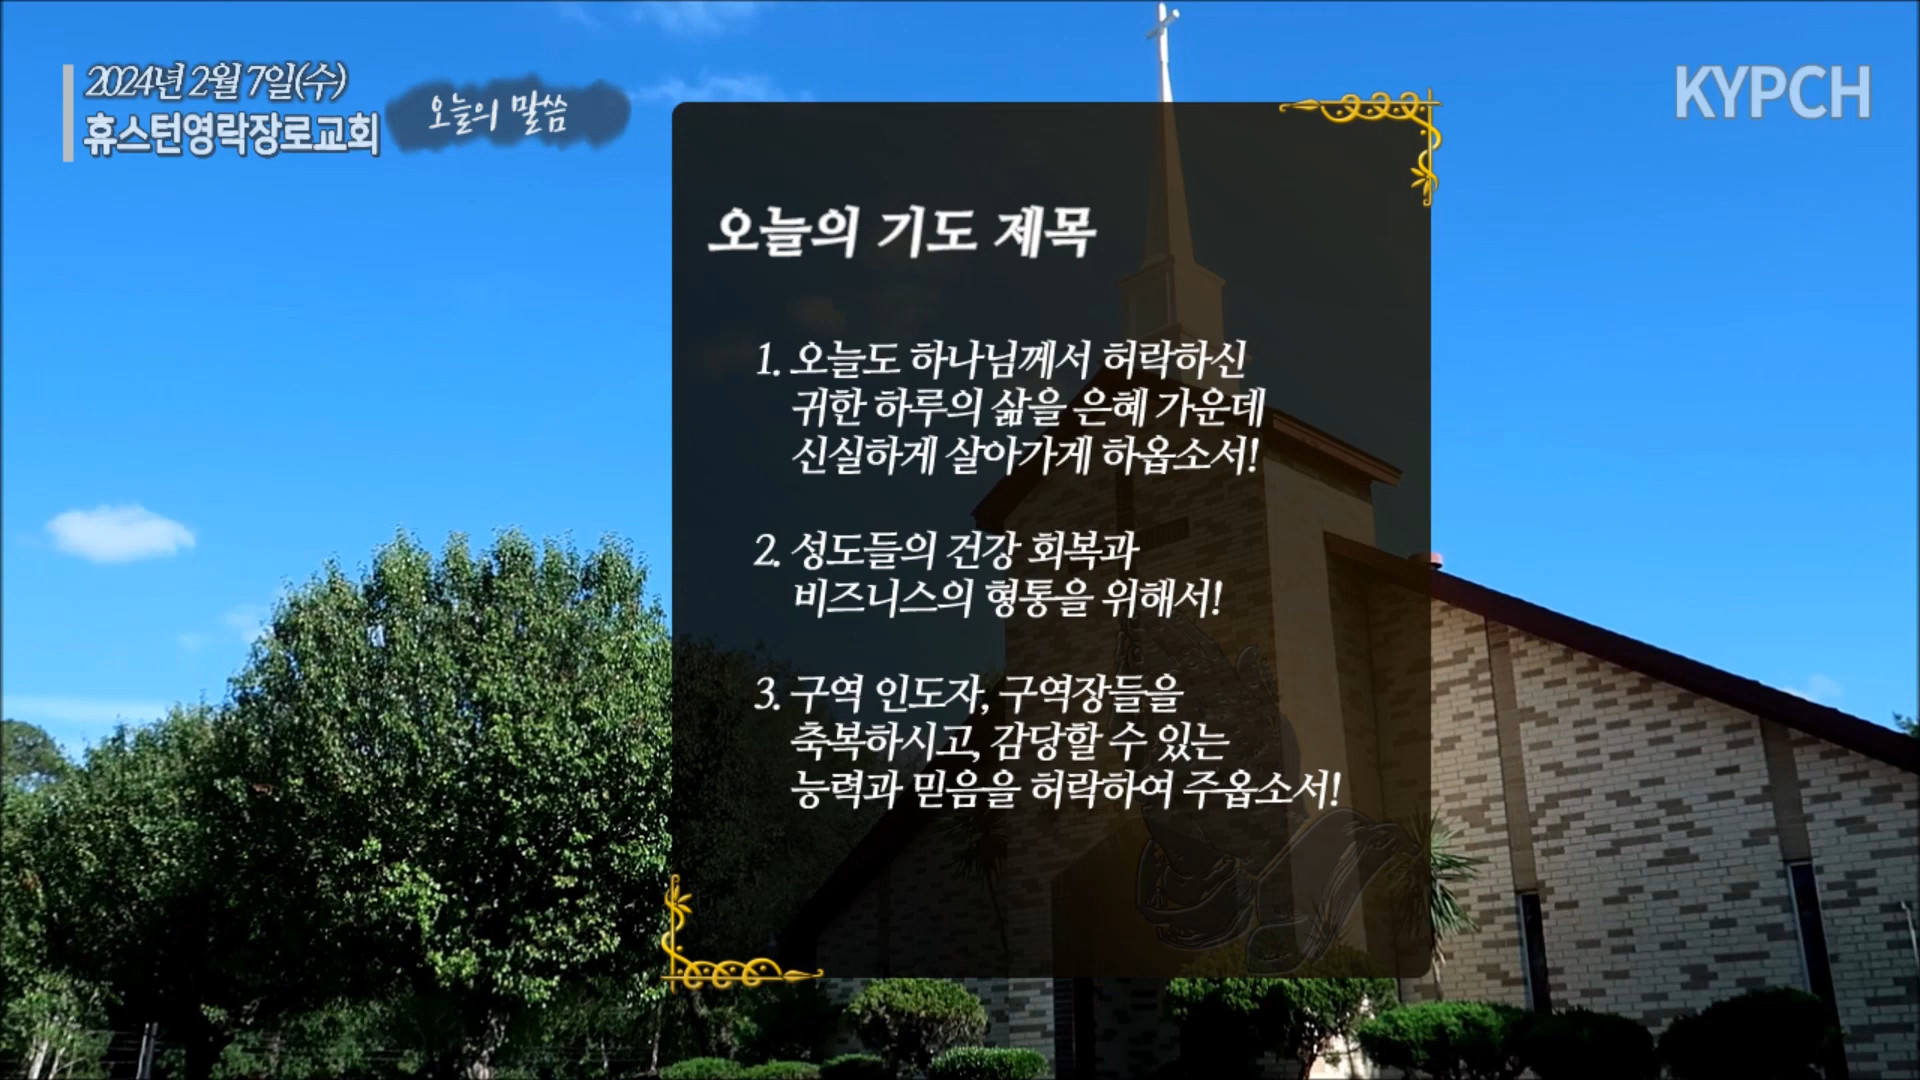 2024년 2월 7일(수)
휴스턴영락장로교회
오늘의 말씀
KYPCH
오늘의 기도 제목
1. 오늘도 하나님께서 허락하신
귀한 하루의 삶을 은혜 가운데
신실하게 살아가게 하옵소서!
2. 성도들의 건강 회복과
비즈니스의 형통을 위해서!
3. 구역 인도자, 구역장들을
축복하시고, 감당할 수 있는
능력과 믿음을 허락하여 주옵소서!